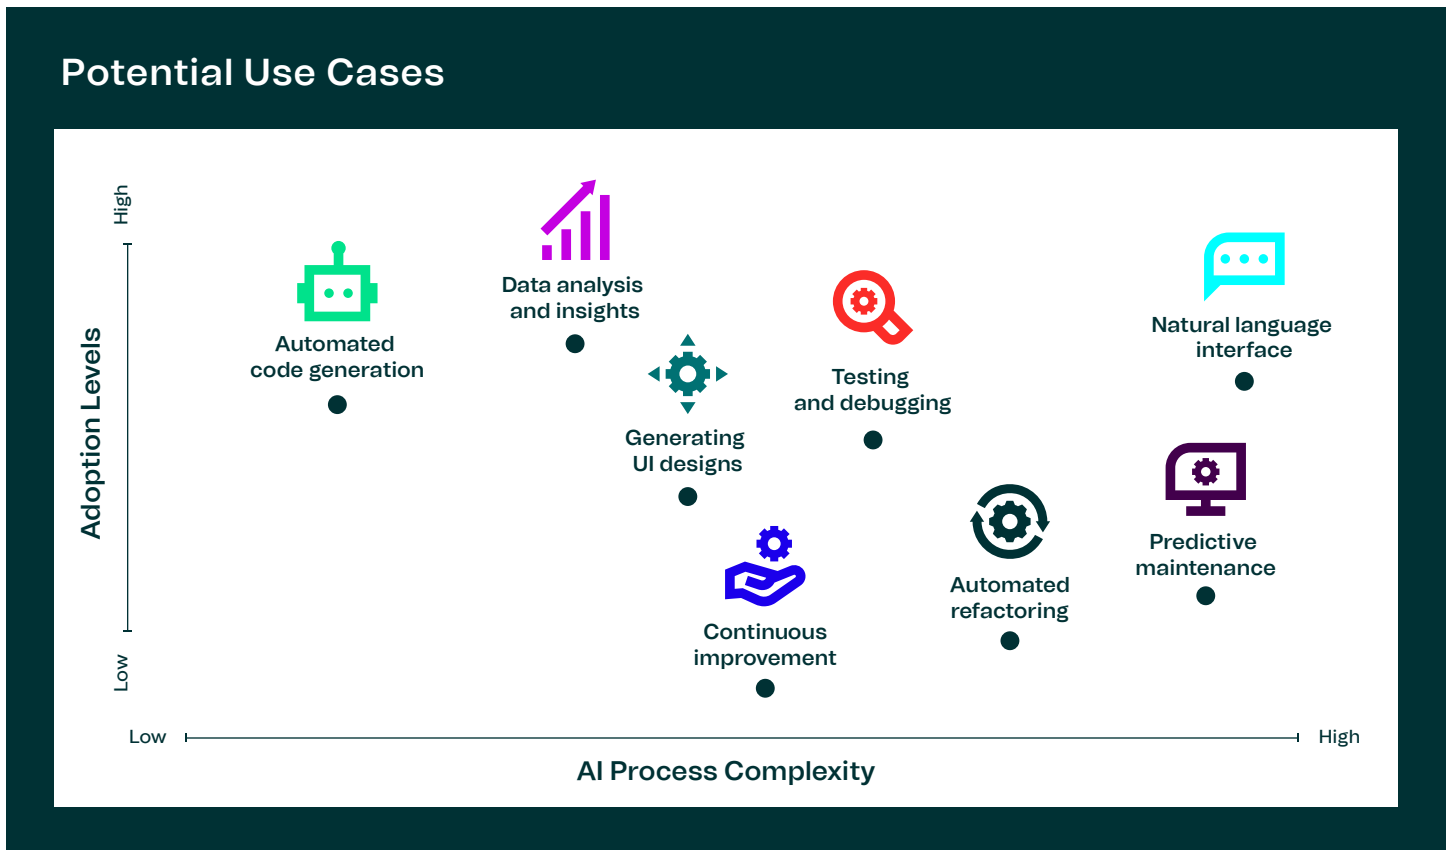 Potential Use Cases
High
Adoption Levels
Low
Automated
code generation
Data analysis
and insights
Generating
UI designs
Testing
and debugging
Natural language
interface
Continuous
improvement
Automated
refactoring
Predictive
maintenance
Low
High
AI Process Complexity